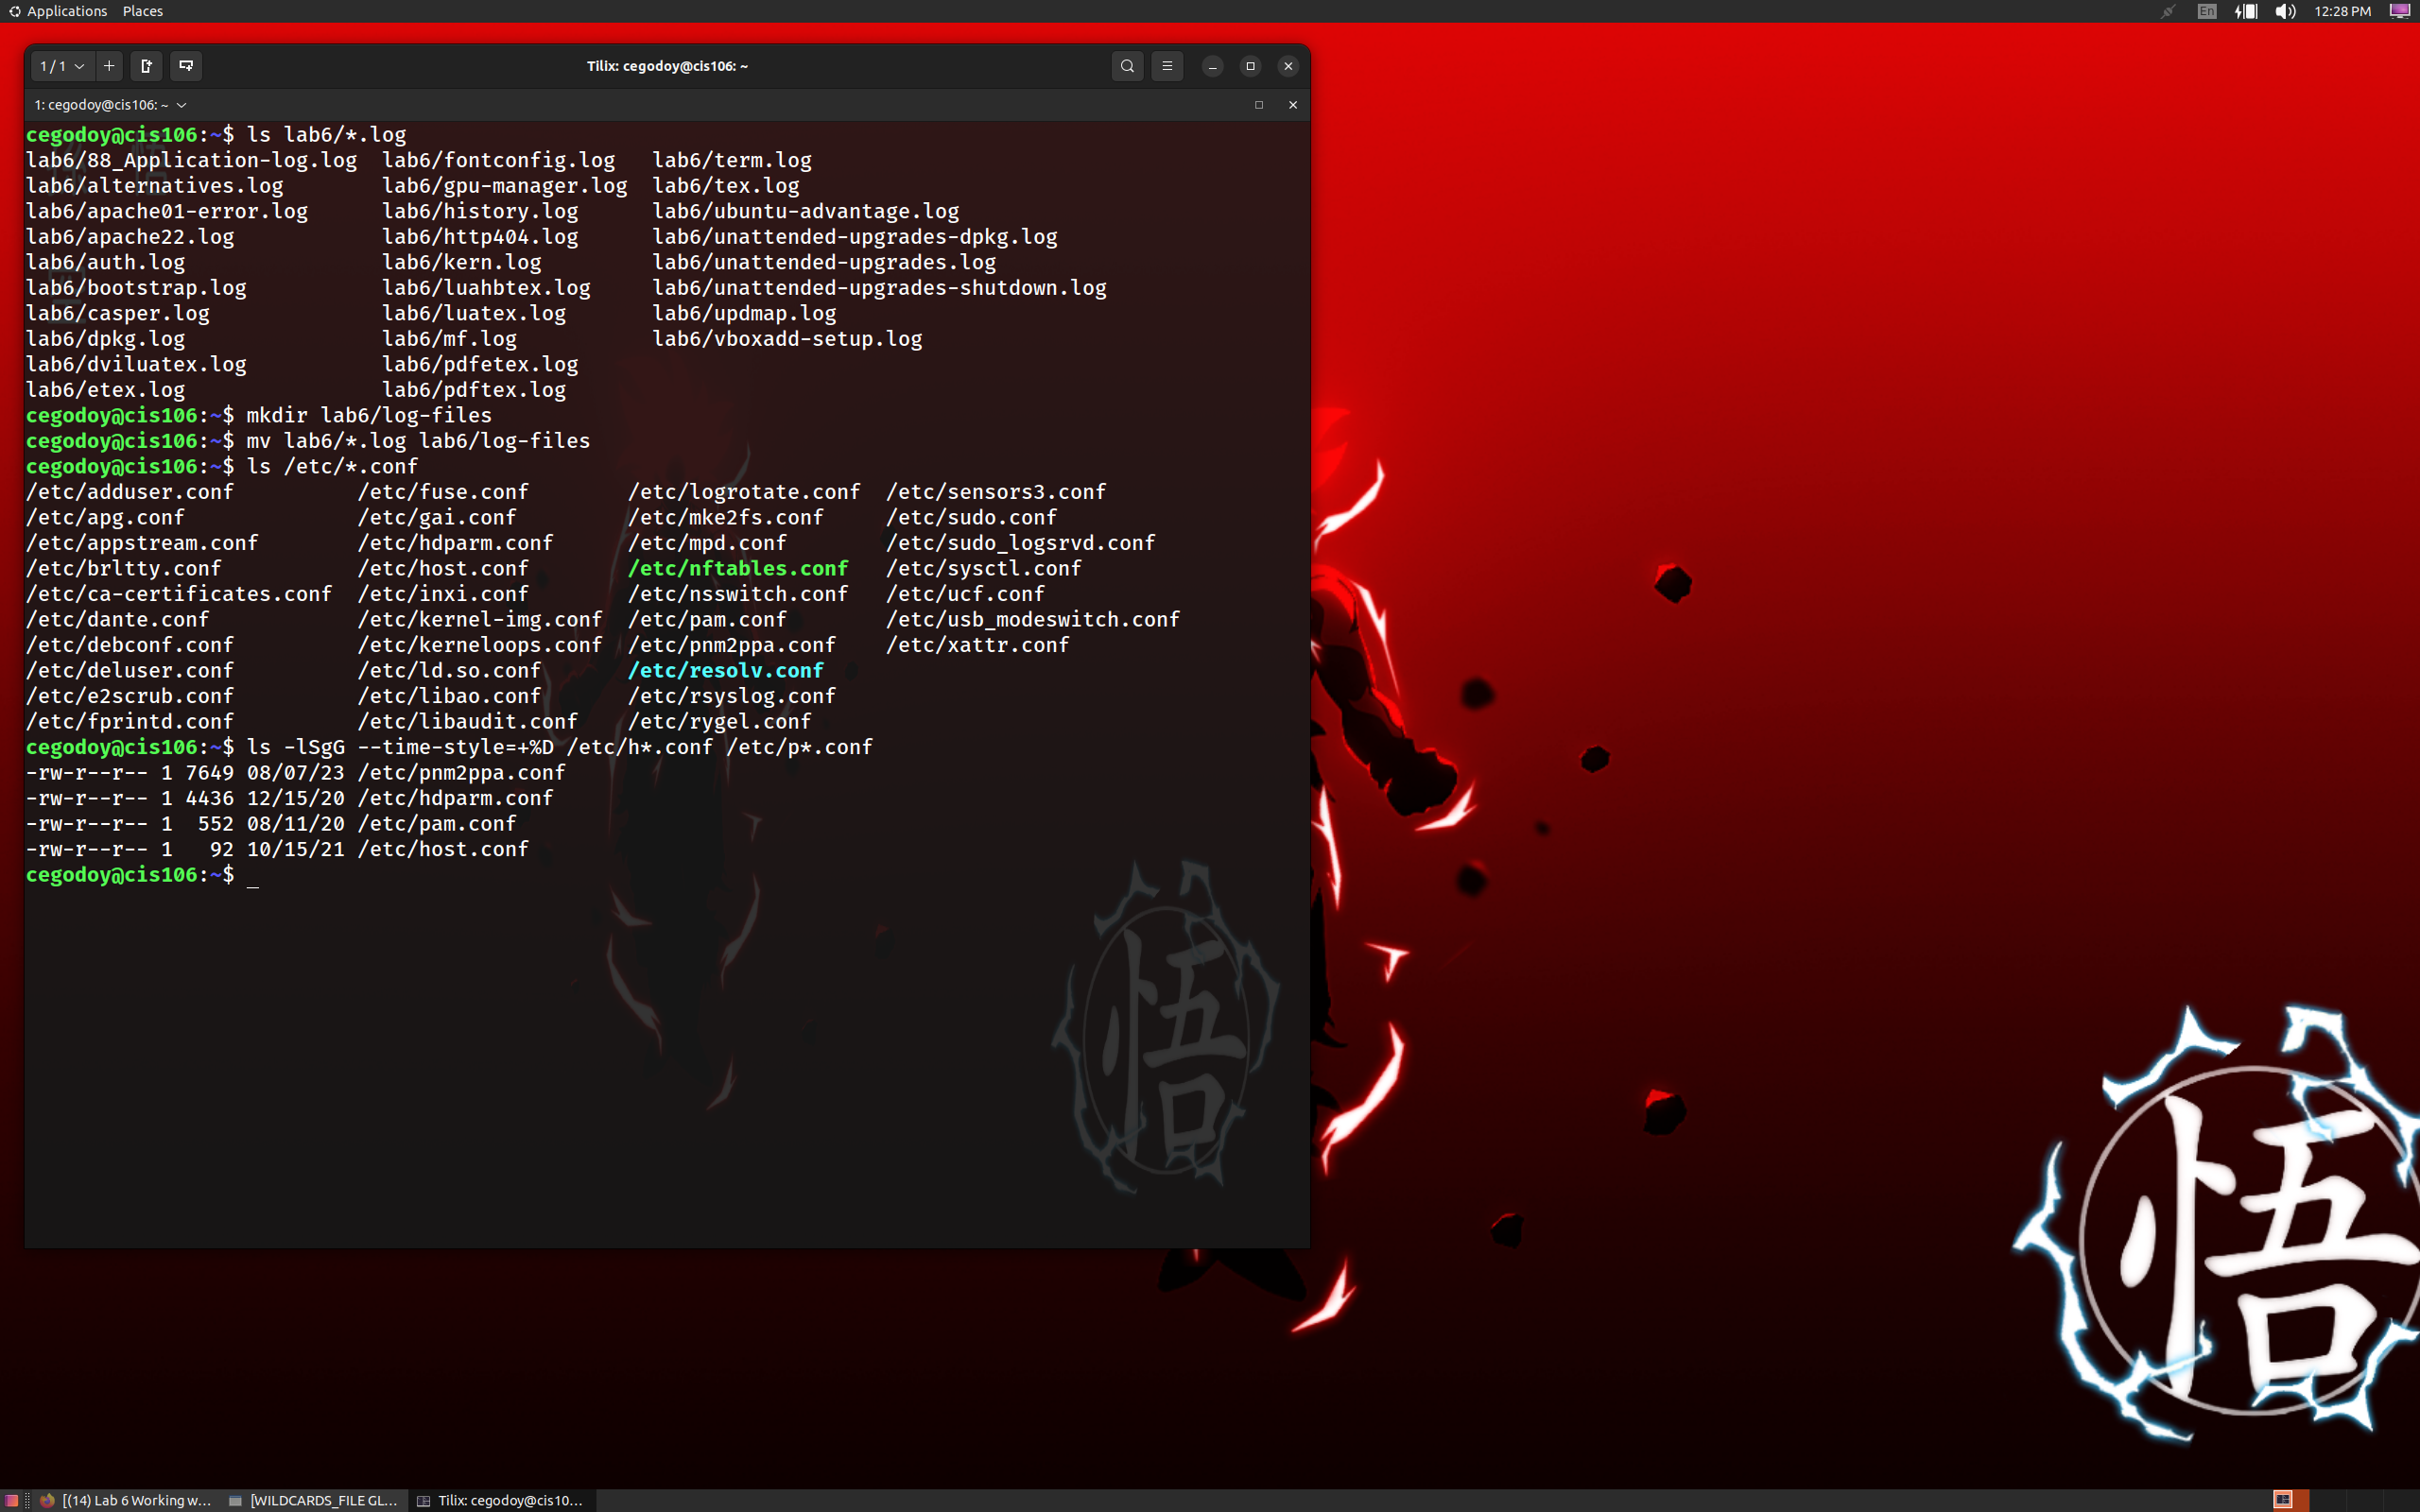 Applications Places En 12:28 PM
1 / 1 Tilix: cegodoy@cis106: ~
1: cegodoy@cis106: ~
cegodoy@cis106:~$ ls lab6/*.log
lab6/88_Application-log.log lab6/fontconfig.log lab6/term.log
lab6/alternatives.log lab6/gpu-manager.log lab6/tex.log
lab6/apache01-error.log lab6/history.log lab6/ubuntu-advantage.log
lab6/apache22.log lab6/http404.log lab6/unattended-upgrades-dpkg.log
lab6/auth.log lab6/kern.log lab6/unattended-upgrades.log
lab6/bootstrap.log lab6/luahbtex.log lab6/unattended-upgrades-shutdown.log
lab6/casper.log lab6/luatex.log lab6/updmap.log
lab6/dpkg.log lab6/mf.log lab6/vboxadd-setup.log
lab6/dviluatex.log lab6/pdfetex.log
lab6/etex.log lab6/pdftex.log
cegodoy@cis106:~$ mkdir lab6/log-files
cegodoy@cis106:~$ mv lab6/*.log lab6/log-files
cegodoy@cis106:~$ ls /etc/*.conf
/etc/adduser.conf /etc/fuse.conf /etc/logrotate.conf /etc/sensors3.conf
/etc/apg.conf /etc/gai.conf /etc/mke2fs.conf /etc/sudo.conf
/etc/appstream.conf /etc/hdparm.conf /etc/mpd.conf /etc/sudo_logsrvd.conf
/etc/brltty.conf /etc/host.conf /etc/nftables.conf /etc/sysctl.conf
/etc/ca-certificates.conf /etc/inxi.conf /etc/nsswitch.conf /etc/ucf.conf
/etc/dante.conf /etc/kernel-img.conf /etc/pam.conf /etc/usb_modeswitch.conf
/etc/debconf.conf /etc/kerneloops.conf /etc/pnm2ppa.conf /etc/xattr.conf
/etc/deluser.conf /etc/ld.so.conf /etc/resolv.conf
/etc/e2scrub.conf /etc/libao.conf /etc/rsyslog.conf
/etc/fprintd.conf /etc/libaudit.conf /etc/rygel.conf
cegodoy@cis106:~$ ls -lSgG --time-style=+%D /etc/h*.conf /etc/p*.conf
-rw-r--r-- 1 7649 08/07/23 /etc/pnm2ppa.conf
-rw-r--r-- 1 4436 12/15/20 /etc/hdparm.conf
-rw-r--r-- 1 552 08/11/20 /etc/pam.conf
-rw-r--r-- 1 92 10/15/21 /etc/host.conf
cegodoy@cis106:~$ _
悟
悟
[(14) Lab 6 Working w... [WILDCARDS_FILE GL... Tilix: cegodoy@cis10...